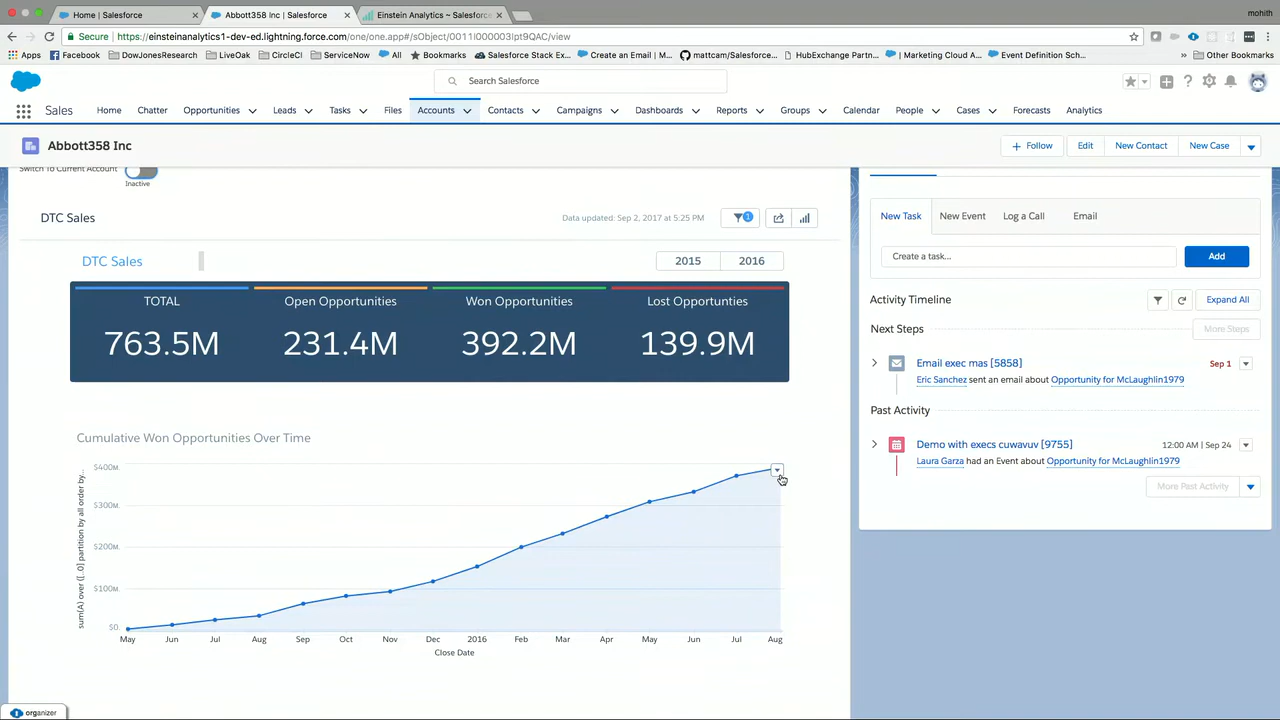 Home | Salesforce
Abbott358 Inc | Salesforce
Einstein Analytics ~ Salesforce
mohith
Secure
https://einsteinanalytics1-dev-ed.lightning.force.com/one/one.app#/sObject/0011I000003Ipt9QAC/view
Apps
Facebook
DowJonesResearch
LiveOak
CircleCI
ServiceNow
All
Bookmarks
Salesforce Stack Ex...
Create an Email | M...
mattcam/Salesforce...
HubExchange Partn...
| Marketing Cloud A...
Event Definition Sch...
»
Other Bookmarks
Search Salesforce
Sales
Home
Chatter
Opportunities
Leads
Tasks
Files
Accounts
Contacts
Campaigns
Dashboards
Reports
Groups
Calendar
People
Cases
Forecasts
Analytics
Abbott358 Inc
+ Follow
Edit
New Contact
New Case
Switch To Current Account
Inactive
DTC Sales
Data updated: Sep 2, 2017 at 5:25 PM
1
DTC Sales
2015
2016
TOTAL
763.5M
Open Opportunities
231.4M
Won Opportunities
392.2M
Lost Opportunties
139.9M
Cumulative Won Opportunities Over Time
sum(A) over ([..0] partition by all order by...
$400M.
$300M.
$200M.
$100M.
$0.
May
Jun
Jul
Aug
Sep
Oct
Nov
Dec
2016
Feb
Mar
Apr
May
Jun
Jul
Aug
Close Date
New Task
New Event
Log a Call
Email
Create a task...
Add
Activity Timeline
Expand All
Next Steps
More Steps
Email exec mas [5858]
Sep 1
Eric Sanchez sent an email about Opportunity for McLaughlin1979
Past Activity
Demo with execs cuwavuv [9755]
12:00 AM | Sep 24
Laura Garza had an Event about Opportunity for McLaughlin1979
More Past Activity
organizer